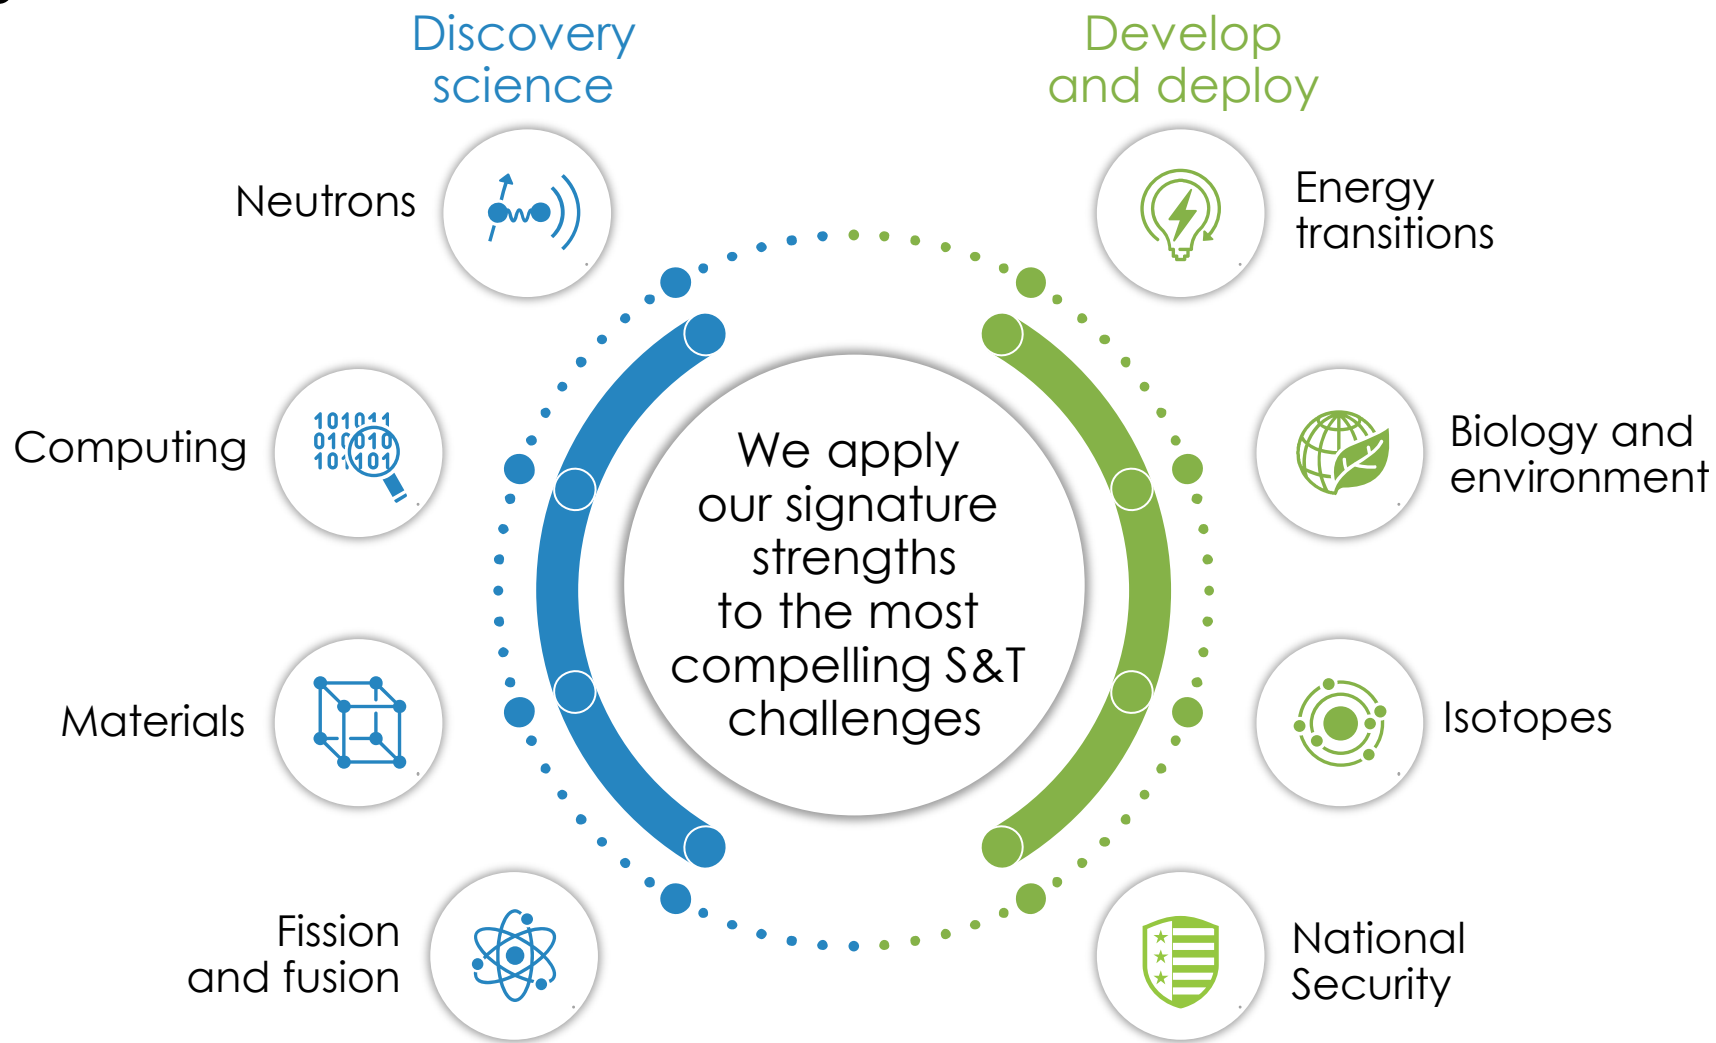 Discovery
science
Develop
and deploy
Neutrons
Energy
transitions
101011
010010
101101
Computing
Biology and
environment
We apply
our signature
strengths
to the most
compelling S&T
challenges
Materials
Isotopes
Fission
and fusion
National
Security